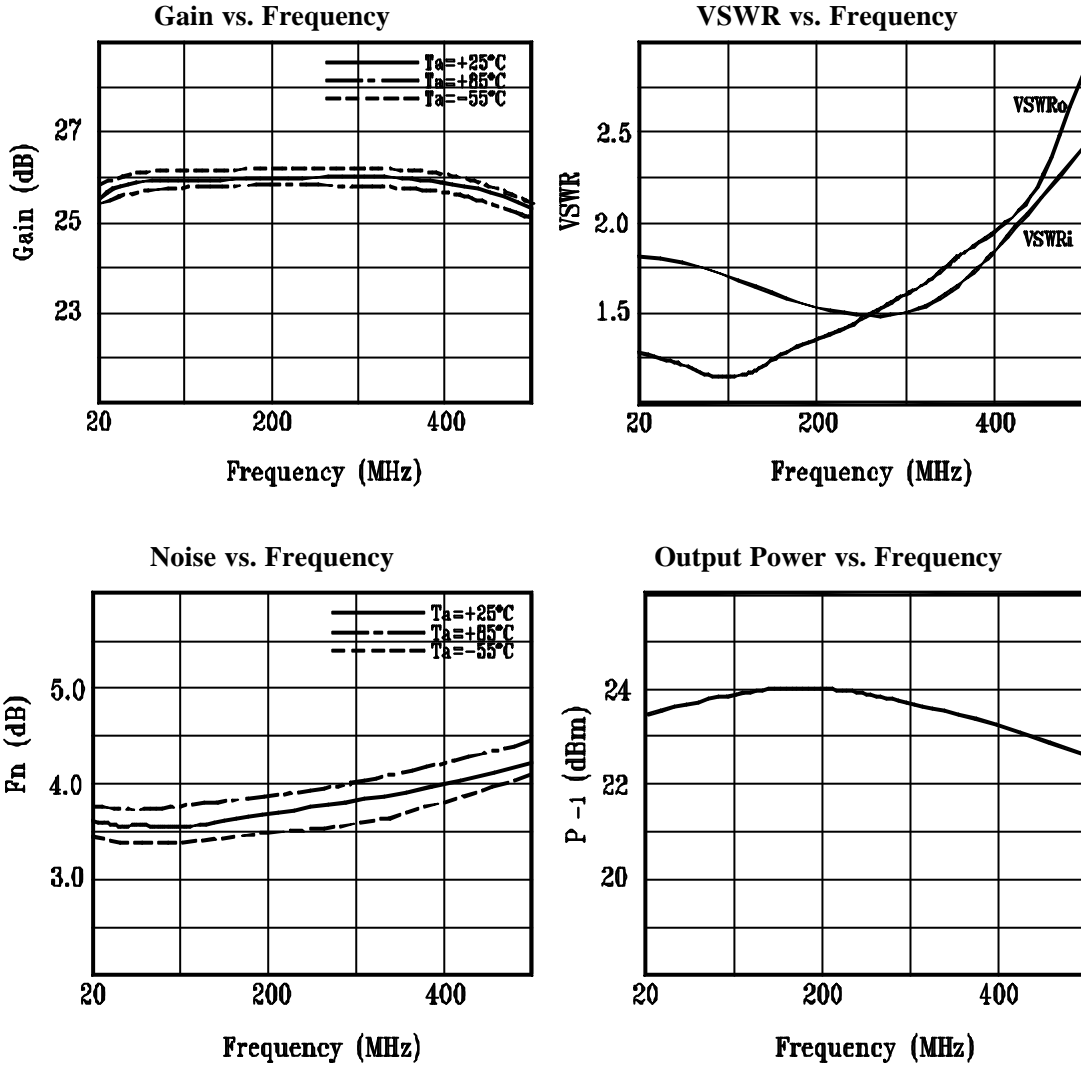 Gain vs. Frequency
Ta=+25°C
Ta=+85°C
Ta=-55°C
27
25
23
Gain (dB)
20 200 400
Frequency (MHz)
VSWR vs. Frequency
VSWRo
VSWRi
2.5
2.0
1.5
VSWR
20 200 400
Frequency (MHz)
Noise vs. Frequency
Ta=+25°C
Ta=+85°C
Ta=-55°C
5.0
4.0
3.0
Fn (dB)
20 200 400
Frequency (MHz)
Output Power vs. Frequency
24
22
20
P -1 (dBm)
20 200 400
Frequency (MHz)